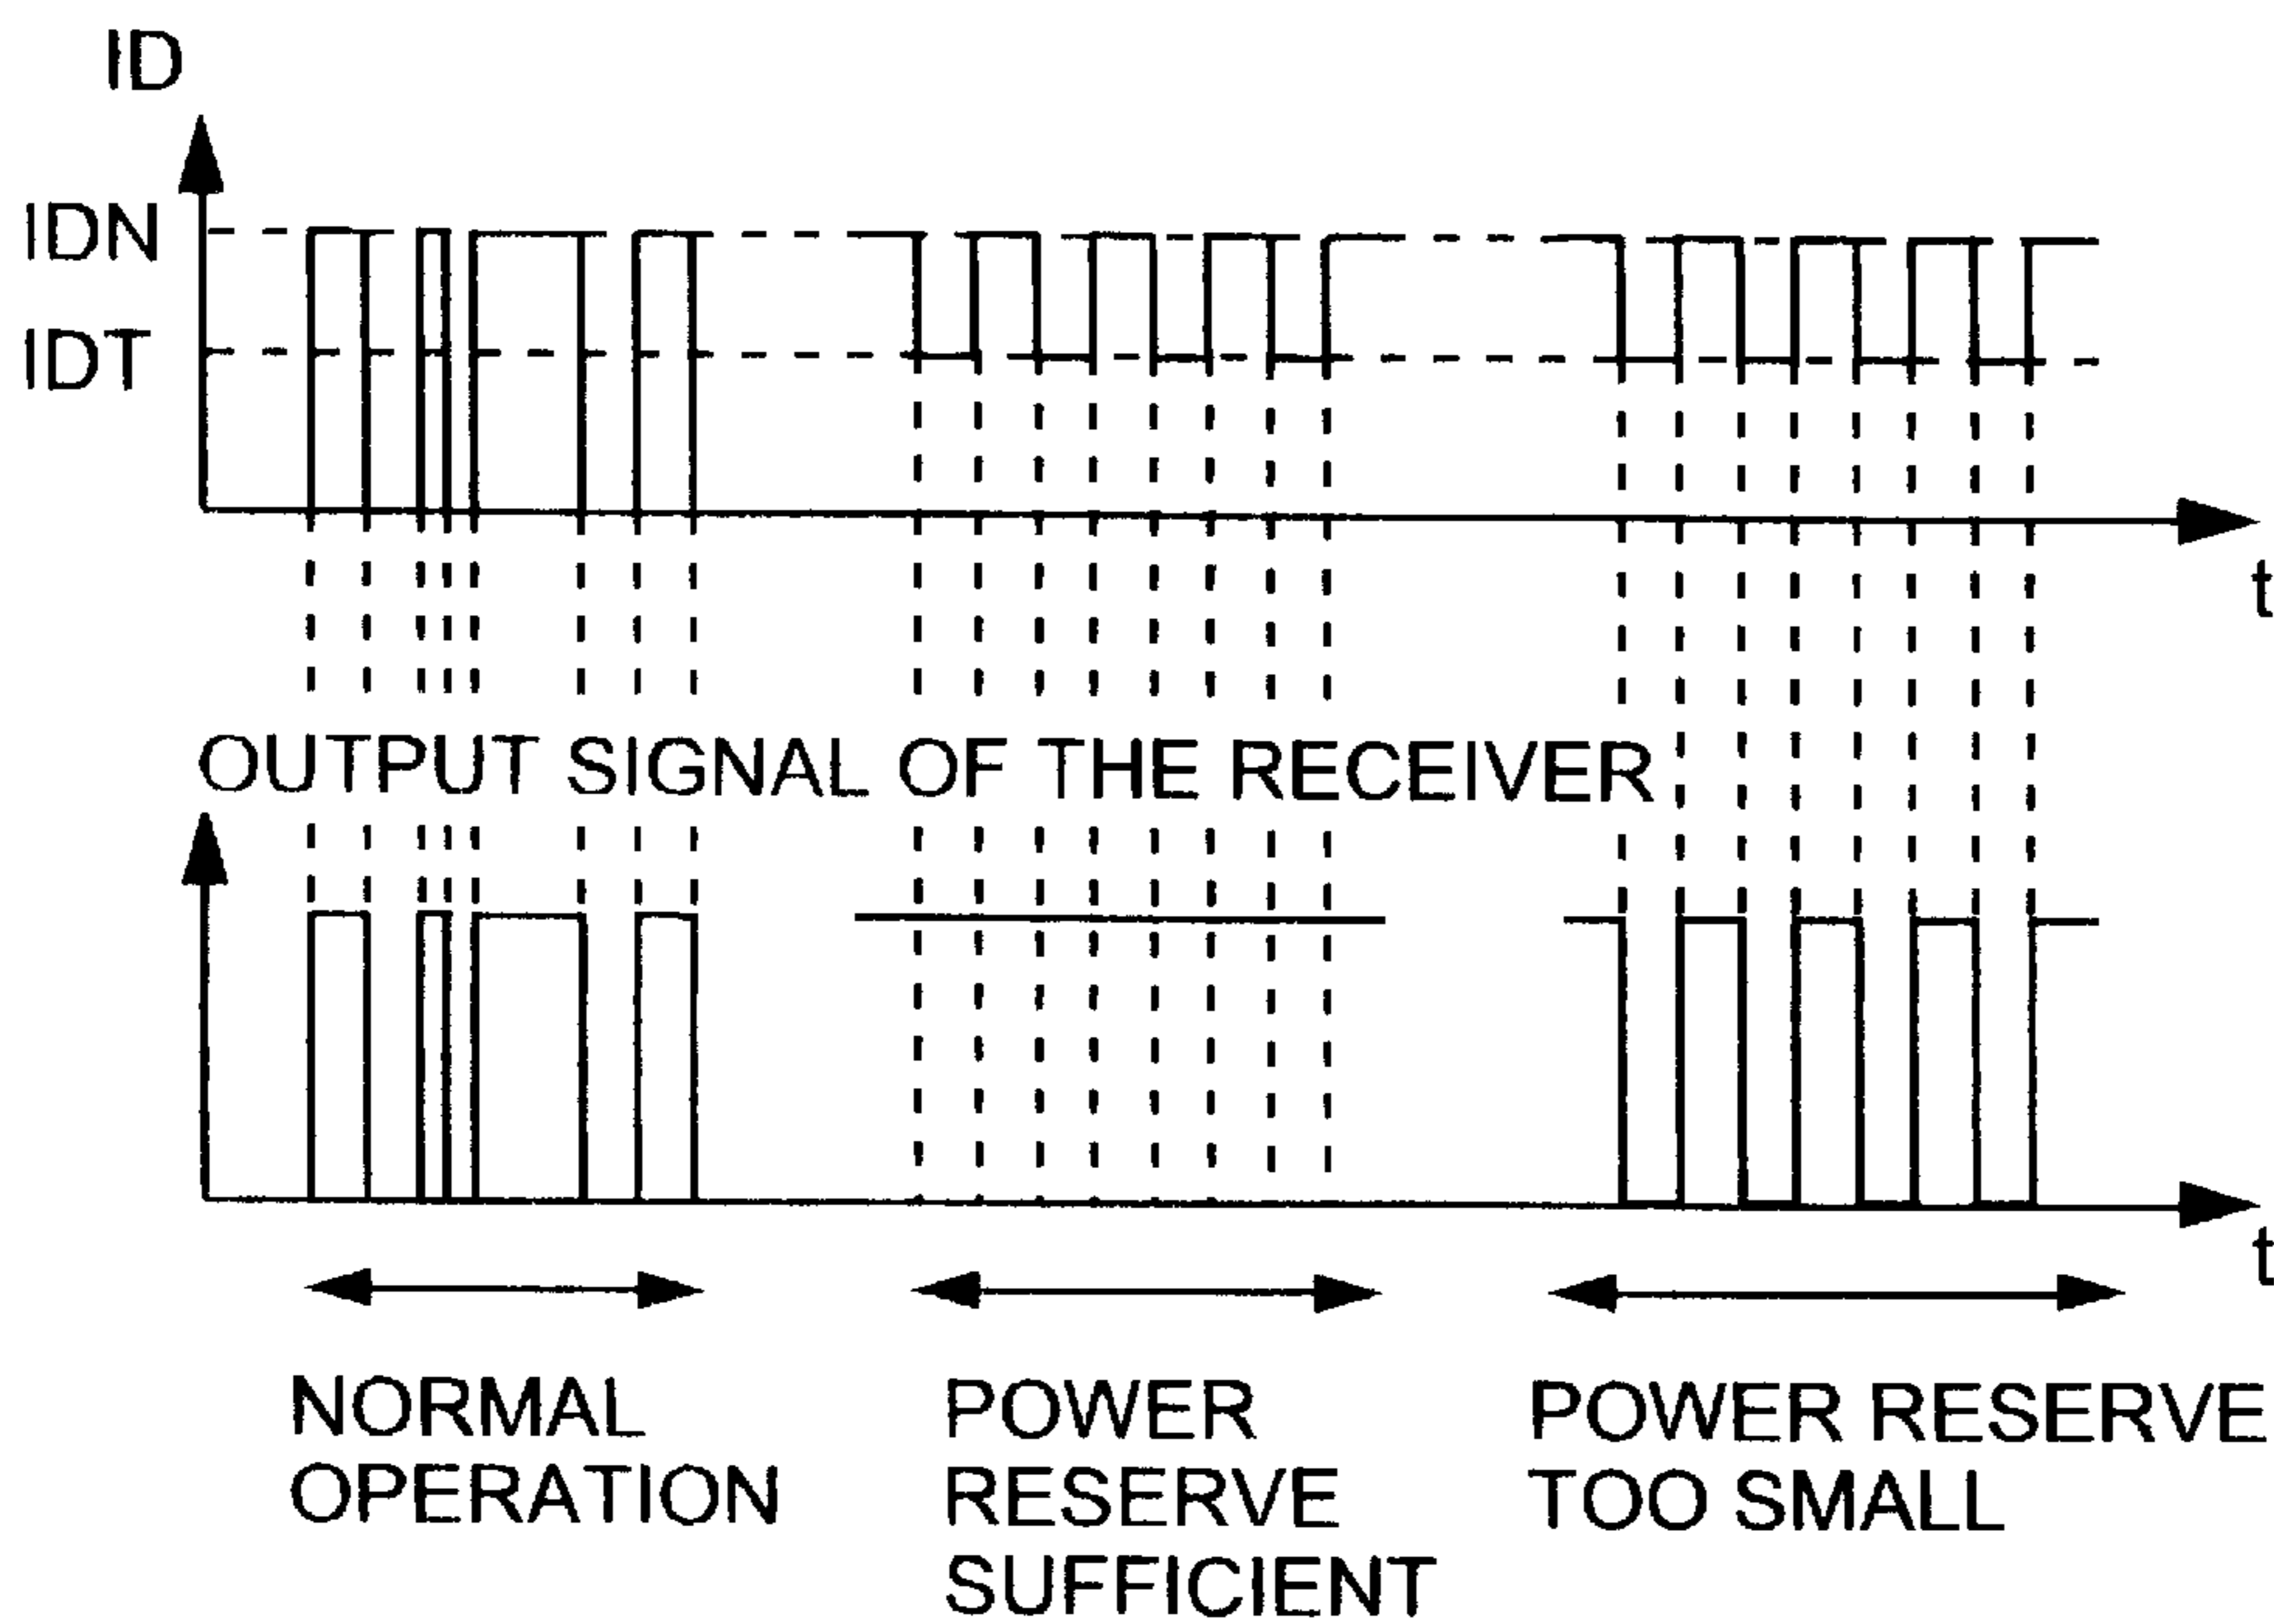 ID
IDN
IDT
t
OUTPUT SIGNAL OF THE RECEIVER
t
NORMAL
OPERATION
POWER
RESERVE
SUFFICIENT
POWER RESERVE
TOO SMALL